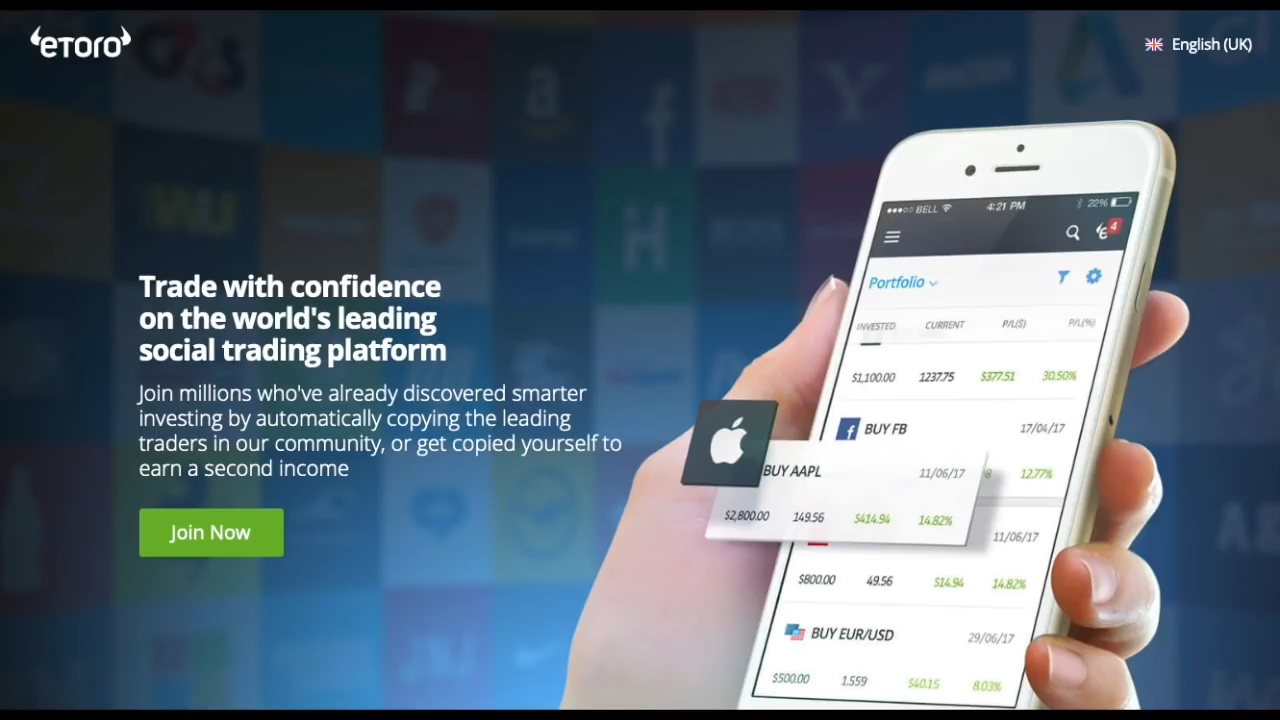 eToro
English (UK)
Trade with confidence
on the world's leading
social trading platform
Join millions who've already discovered smarter
investing by automatically copying the leading
traders in our community, or get copied yourself to
earn a second income
Join Now
BELL 4:21 PM 22%
4
Portfolio
INVESTED CURRENT P/L($) P/L(%)
$1,100.00 1237.75 $377.51 30.50%
BUY FB 17/04/17
8 12.77%
BUY AAPL 11/06/17
$2,800.00 149.56 $414.94 14.82%
11/06/17
$800.00 49.56 $14.94 14.82%
BUY EUR/USD 29/06/17
$500.00 1.559 $40.15 8.03%